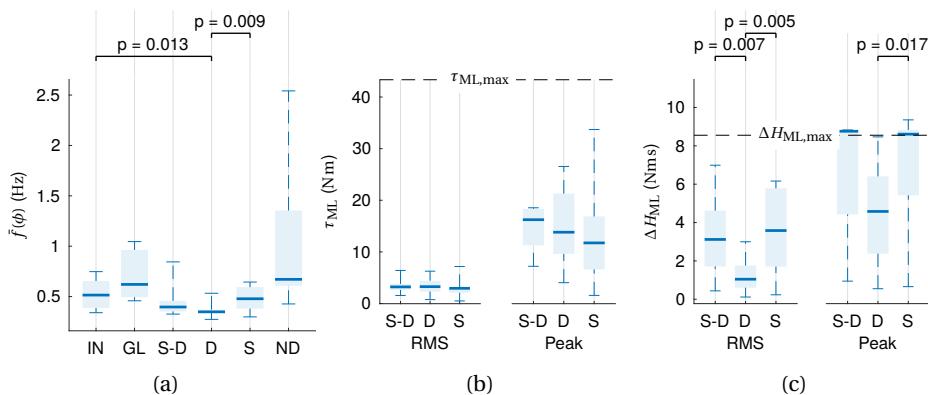 p = 0.009
p = 0.013
2.5
2
1.5
1
0.5
f̄(ϕ) (Hz)
IN GL S-D D S ND
(a)
τML,max
40
30
20
10
0
τML (N m)
S-D D S S-D D S
RMS Peak
(b)
p = 0.005
p = 0.007
p = 0.017
ΔHML,max
10
8
6
4
2
0
ΔHML (Nms)
S-D D S S-D D S
RMS Peak
(c)